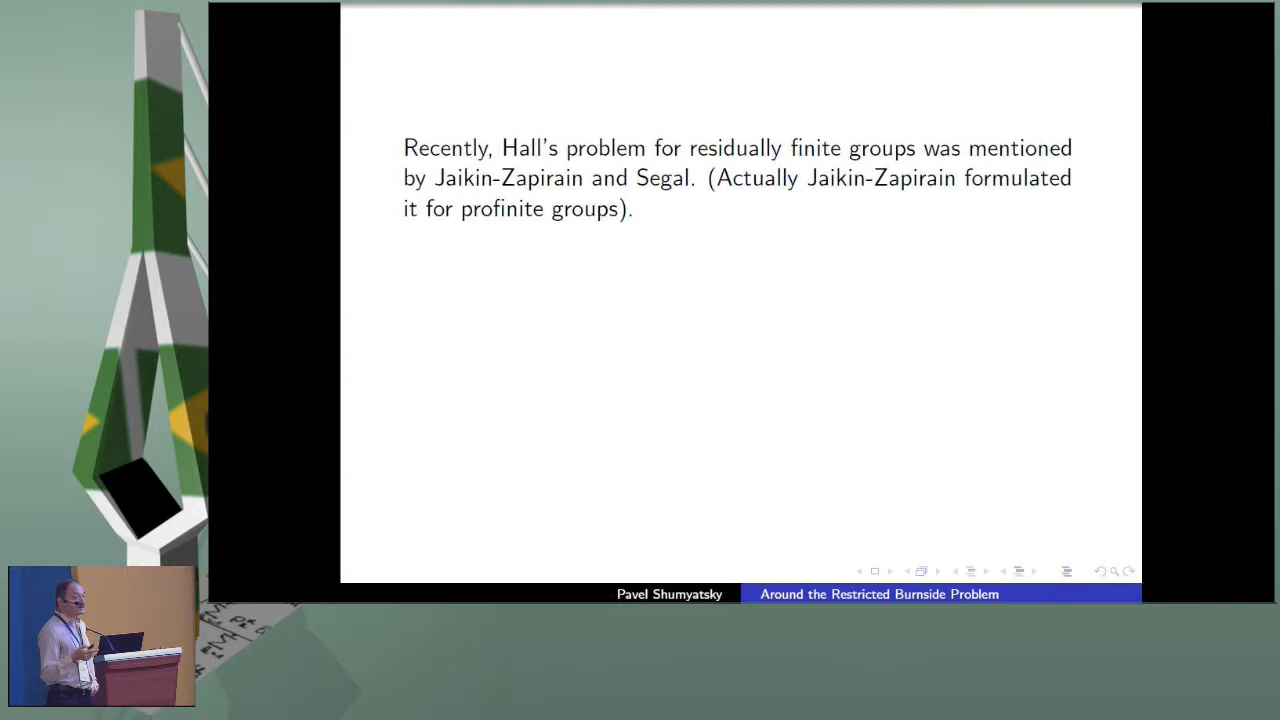 Recently, Hall's problem for residually finite groups was mentioned
by Jaikin-Zapirain and Segal. (Actually Jaikin-Zapirain formulated
it for profinite groups).
Pavel Shumyatsky
Around the Restricted Burnside Problem